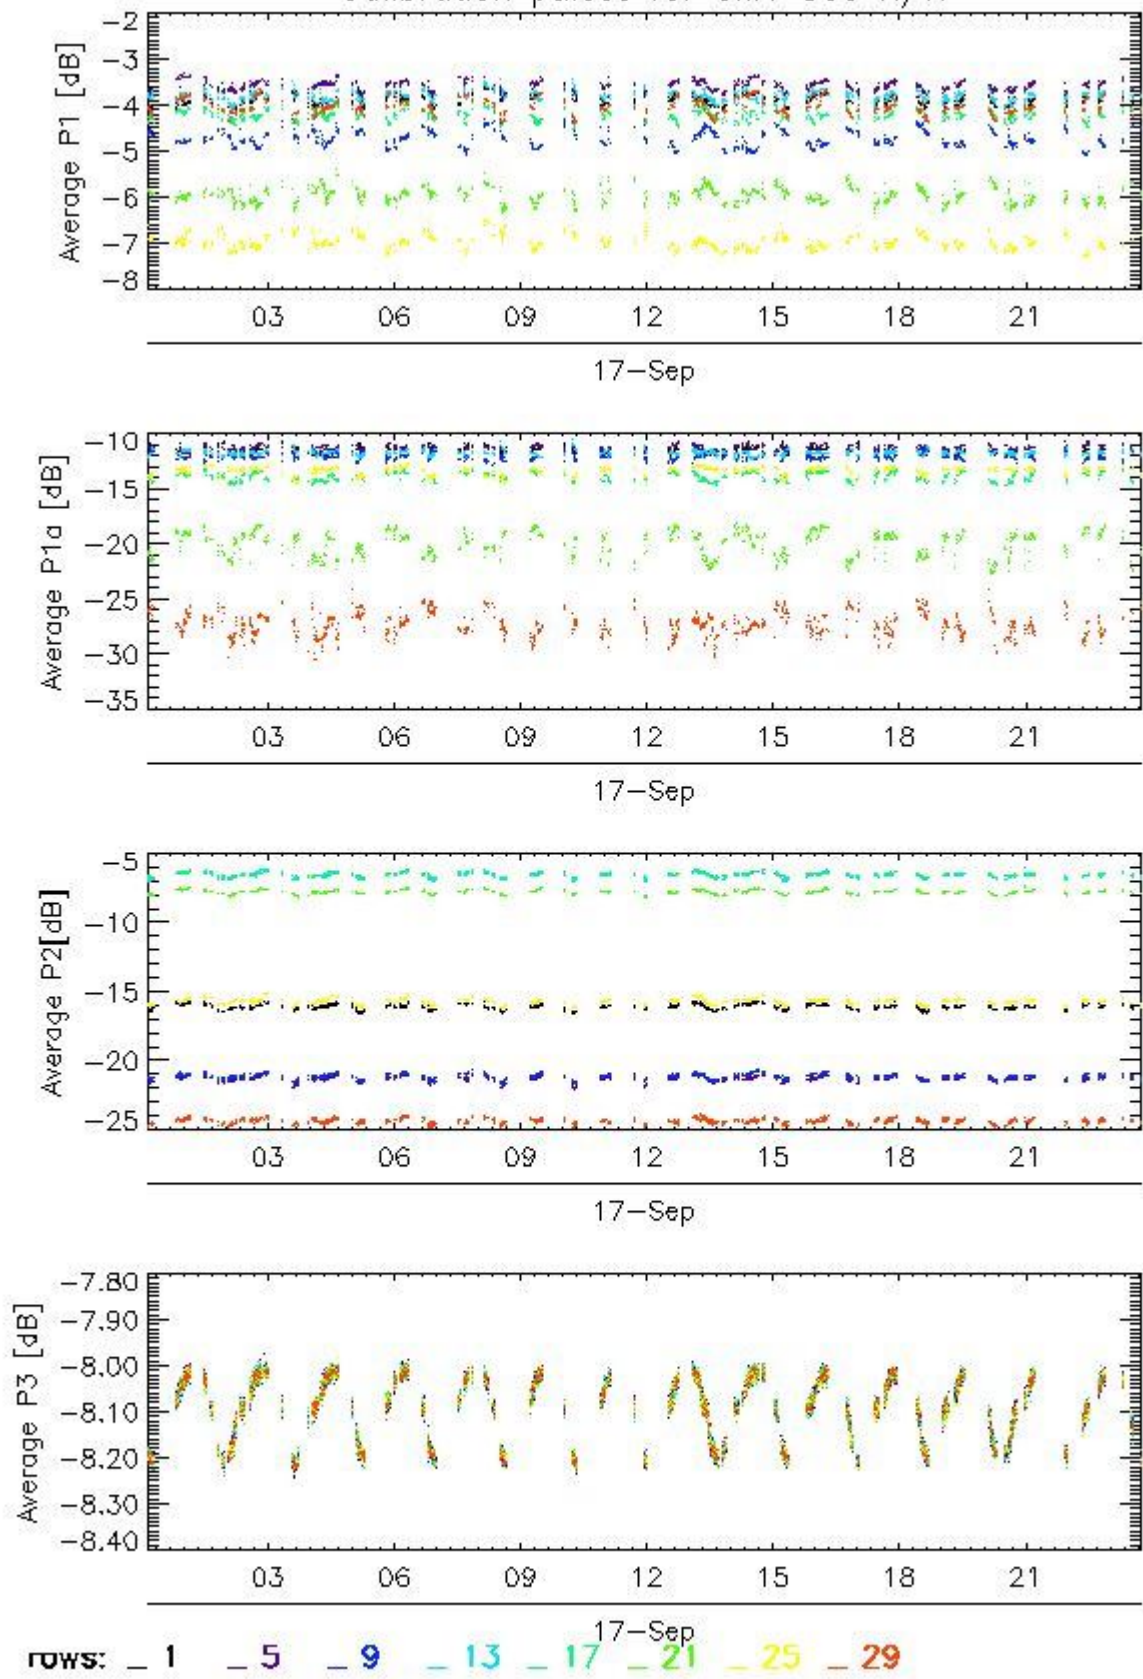 -2
-3
-4
-5
-6
-7
-8
Average P1 [dB]
03 06 09 12 15 18 21
17-Sep
-10
-15
-20
-25
-30
-35
Average P1a [dB]
03 06 09 12 15 18 21
17-Sep
-5
-10
-15
-20
-25
Average P2[dB]
03 06 09 12 15 18 21
17-Sep
-7.80
-7.90
-8.00
-8.10
-8.20
-8.30
-8.40
Average P3 [dB]
03 06 09 12 15 18 21
17-Sep
rows: _ 1 _ 5 _ 9 _ 13 _ 17 _ 21 _ 25 _ 29